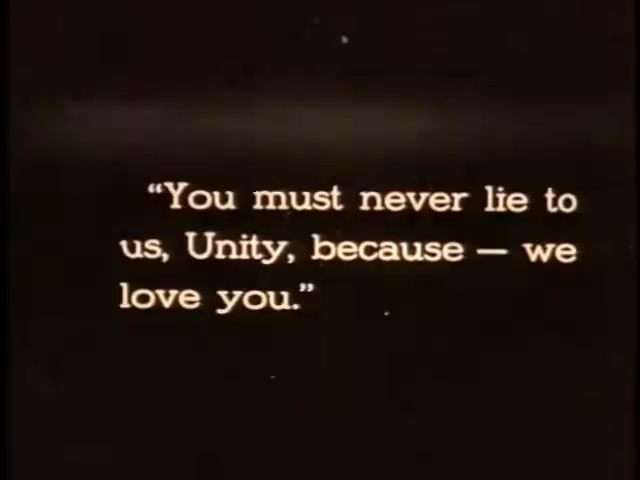 “You must never lie to
us, Unity, because — we
love you.”